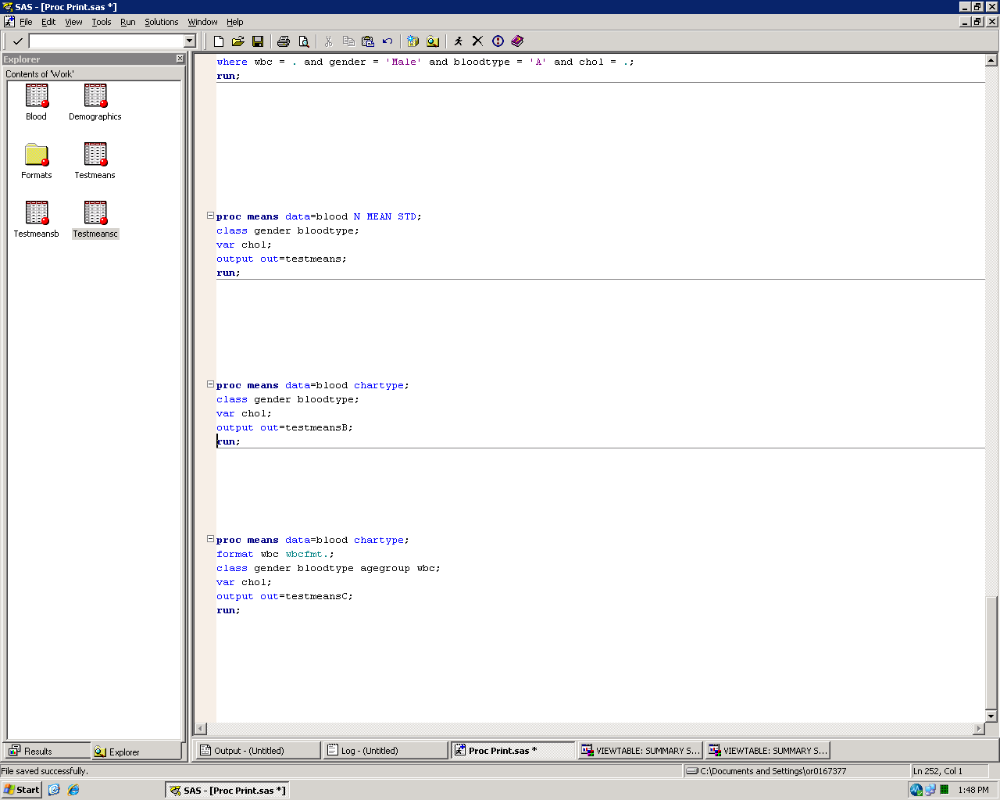 SAS - [Proc Print.sas *]
File Edit View Tools Run Solutions Window Help
Explorer
Contents of 'Work'
Blood
Demographics
Formats
Testmeans
Testmeansb
Testmeansc
where wbc = . and gender = 'Male' and bloodtype = 'A' and chol = .;
run;
proc means data=blood N MEAN STD;
class gender bloodtype;
var chol;
output out=testmeans;
run;
proc means data=blood chartype;
class gender bloodtype;
var chol;
output out=testmeansB;
run;
proc means data=blood chartype;
format wbc wbcfmt.;
class gender bloodtype agegroup wbc;
var chol;
output out=testmeansC;
run;
Results
Explorer
Output - (Untitled)
Log - (Untitled)
Proc Print.sas *
VIEWTABLE: SUMMARY S...
VIEWTABLE: SUMMARY S...
File saved successfully.
C:\Documents and Settings\or0167377
Ln 252, Col 1
Start
SAS - [Proc Print.sas *]
1:48 PM